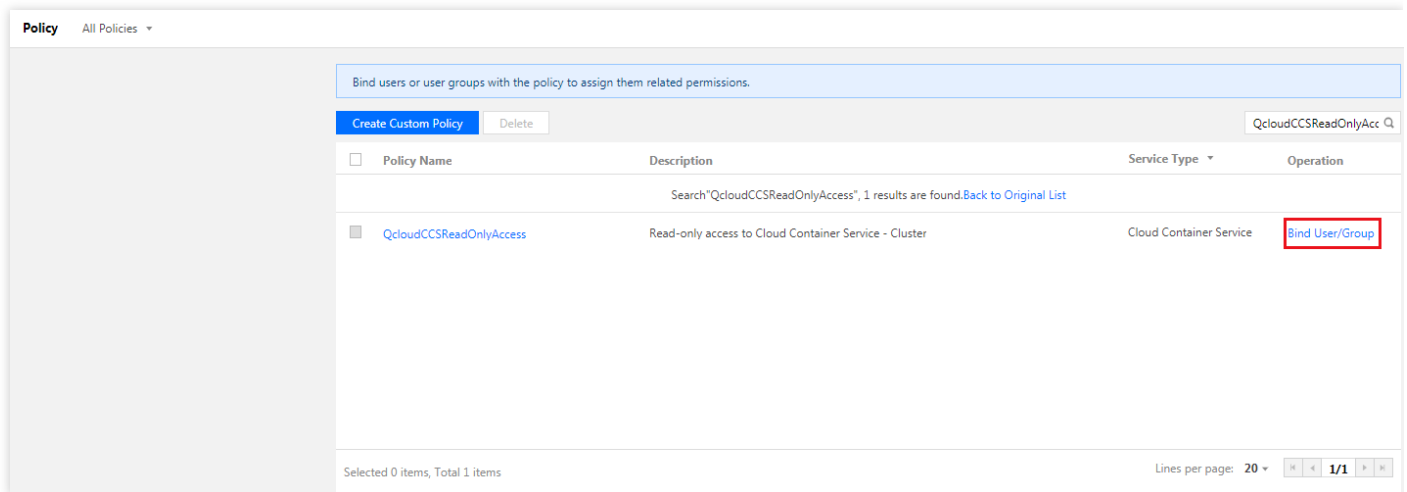 Policy All Policies
Bind users or user groups with the policy to assign them related permissions.
Create Custom Policy Delete QcloudCCSReadOnlyAcc
Policy Name Description Service Type Operation
Search"QcloudCCSReadOnlyAccess", 1 results are found.Back to Original List
QcloudCCSReadOnlyAccess Read-only access to Cloud Container Service - Cluster Cloud Container Service Bind User/Group
Selected 0 items, Total 1 items Lines per page: 20 1/1